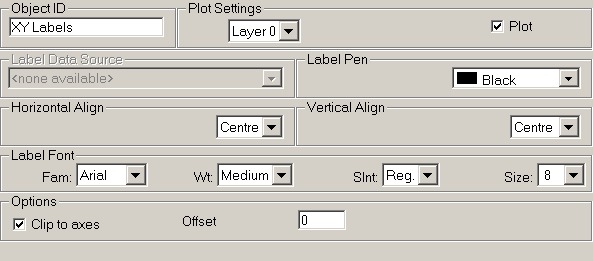 Object ID
Plot Settings
XY Labels
Layer 0
Plot
Label Data Source
Label Pen
<none available>
Black
Horizontal Align
Vertical Align
Centre
Centre
Label Font
Fam: Arial Wt: Medium Slnt: Reg. Size: 8
Options
Clip to axes Offset 0